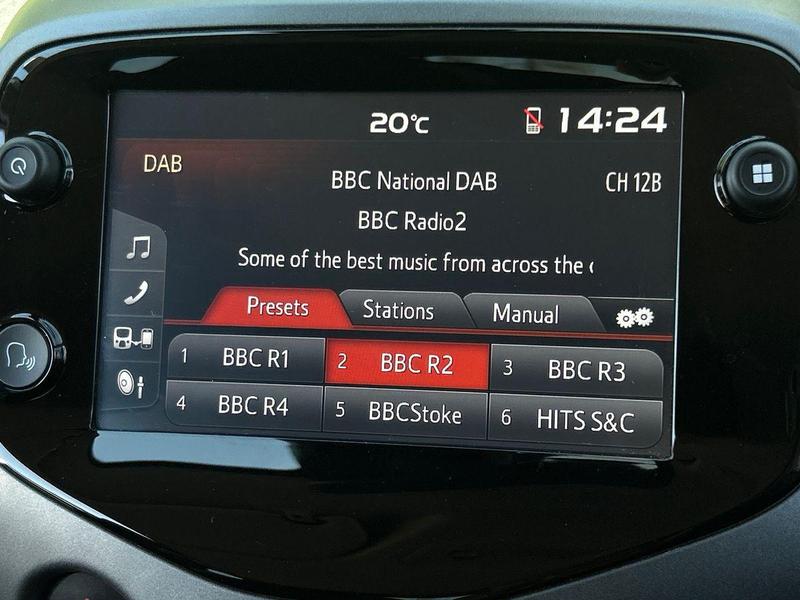 20℃ 14:24
DAB
BBC National DAB CH 12B
BBC Radio2
Some of the best music from across the
Presets Stations Manual
1 BBC R1 2 BBC R2 3 BBC R3
4 BBC R4 5 BBCStoke 6 HITS S&C